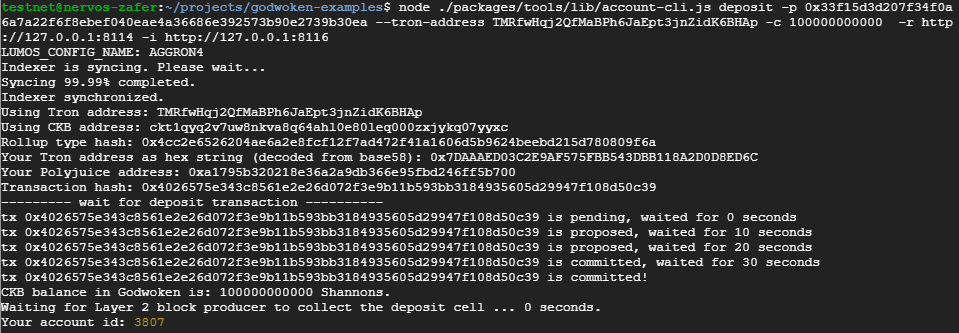 testnet@nervos-zafer:~/projects/godwoken-examples$ node ./packages/tools/lib/account-cli.js deposit -p 0x33f15d3d207f34f0a
6a7a22f6f8ebef040eae4a36686e392573b90e2739b30ea --tron-address TMRfwHqj2QfMaBPh6JaEpt3jnZidK6BHAp -c 100000000000  -r http
://127.0.0.1:8114 -i http://127.0.0.1:8116
LUMOS_CONFIG_NAME: AGGRON4
Indexer is syncing. Please wait...
Syncing 99.99% completed.
Indexer synchronized.
Using Tron address: TMRfwHqj2QfMaBPh6JaEpt3jnZidK6BHAp
Using CKB address: ckt1qyq2v7uw8nkva8q64ahl0e80leq000zxjykq07yyxc
Rollup type hash: 0x4cc2e6526204ae6a2e8fcf12f7ad472f41a1606d5b9624beebd215d780809f6a
Your Tron address as hex string (decoded from base58): 0x7DAAAED03C2E9AF575FBB543DBB118A2D0D8ED6C
Your Polyjuice address: 0xa1795b320218e36a2a9db366e95fbd246ff5b700
Transaction hash: 0x4026575e343c8561e2e26d072f3e9b11b593bb3184935605d29947f108d50c39
--------- wait for deposit transaction ----------
tx 0x4026575e343c8561e2e26d072f3e9b11b593bb3184935605d29947f108d50c39 is pending, waited for 0 seconds
tx 0x4026575e343c8561e2e26d072f3e9b11b593bb3184935605d29947f108d50c39 is proposed, waited for 10 seconds
tx 0x4026575e343c8561e2e26d072f3e9b11b593bb3184935605d29947f108d50c39 is proposed, waited for 20 seconds
tx 0x4026575e343c8561e2e26d072f3e9b11b593bb3184935605d29947f108d50c39 is committed, waited for 30 seconds
tx 0x4026575e343c8561e2e26d072f3e9b11b593bb3184935605d29947f108d50c39 is committed!
CKB balance in Godwoken is: 100000000000 Shannons.
Waiting for Layer 2 block producer to collect the deposit cell ... 0 seconds.
Your account id: 3807